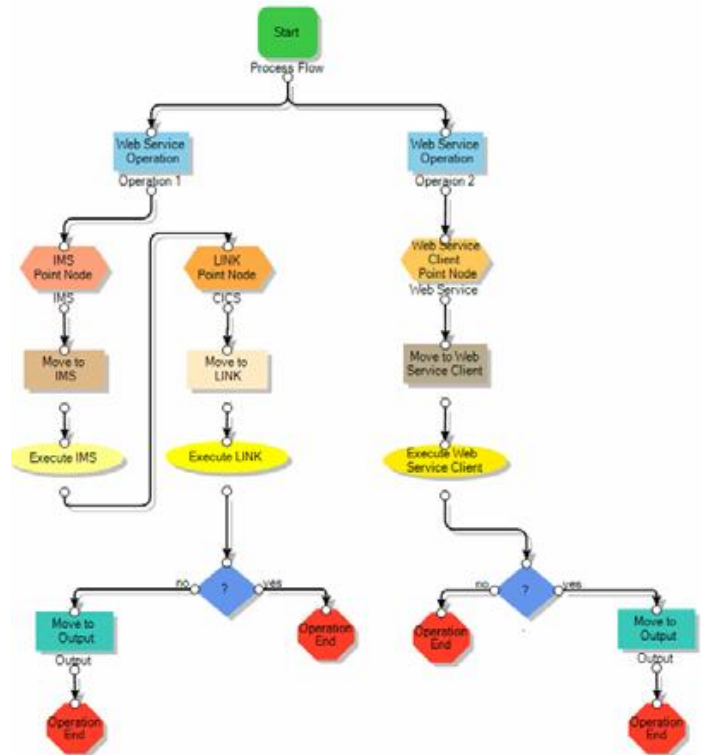 Start
Process Flow
Web Service
Operation
Operation 1
Web Service
Operation
Operaion 2
IMS
Point Node
IMS
LINK
Point Node
CICS
Web Service
Client
Point Node
Web Service
Move to
IMS
Move to
LINK
Move to Web
Service Client
Execute IMS
Execute LINK
Execute Web
Service Client
no
?
yes
no
?
yes
Move to
Output
Output
Operation
End
Operation
End
Move to
Output
Output
Operation
End
Operation
End